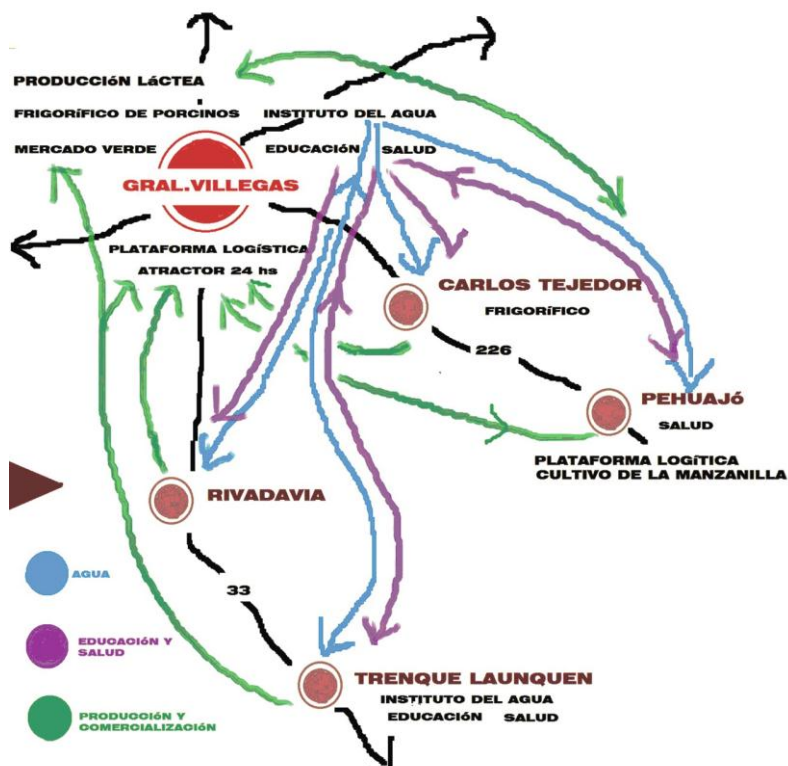 PRODUCCIÓN LÁCTEA
FRIGORÍFICO DE PORCINOS
INSTITUTO DEL AGUA
MERCADO VERDE
EDUCACIÓN SALUD
GRAL.VILLEGAS
PLATAFORMA LOGÍSTICA
ATRACTOR 24 hs
CARLOS TEJEDOR
FRIGORÍFICO
226
PEHUAJÓ
SALUD
PLATAFORMA LOGÍTICA
CULTIVO DE LA MANZANILLA
RIVADAVIA
AGUA
33
EDUCACIÓN Y
SALUD
TRENQUE LAUNQUEN
INSTITUTO DEL AGUA
EDUCACIÓN SALUD
PRODUCCIÓN Y
COMERCIALIZACIÓN